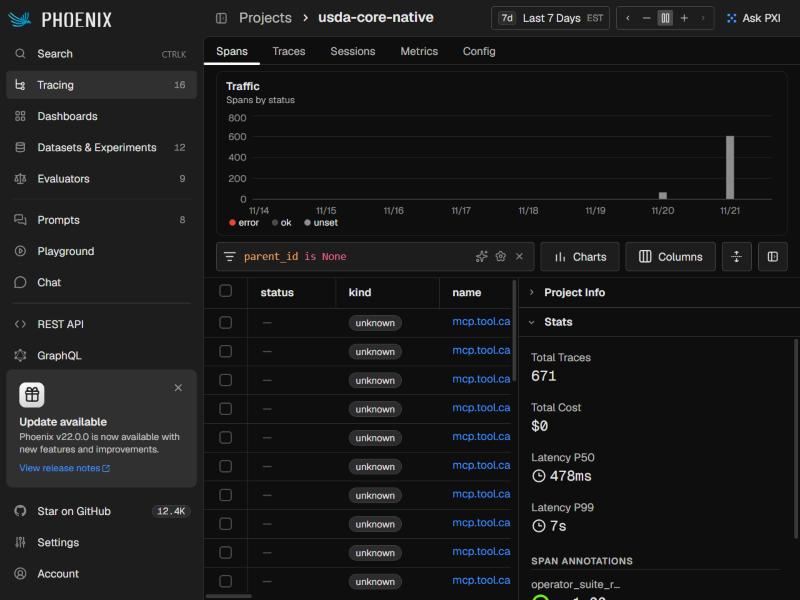 PHOENIX
Search CTRLK
Tracing 16
Dashboards
Datasets & Experiments 12
Evaluators 9
Prompts 8
Playground
Chat
REST API
GraphQL
Update available
Phoenix v22.0.0 is now available with
new features and improvements.
View release notes
Star on GitHub 12.4K
Settings
Account
Projects › usda-core-native
7d Last 7 Days EST
Ask PXI
Spans Traces Sessions Metrics Config
Traffic
Spans by status
800
600
400
200
0
11/14 11/15 11/16 11/17 11/18 11/19 11/20 11/21
error ok unset
parent_id is None
Charts
Columns
status kind name
— unknown mcp.tool.ca
— unknown mcp.tool.ca
— unknown mcp.tool.ca
— unknown mcp.tool.ca
— unknown mcp.tool.ca
— unknown mcp.tool.ca
— unknown mcp.tool.ca
— unknown mcp.tool.ca
— unknown mcp.tool.ca
— unknown mcp.tool.ca
Project Info
Stats
Total Traces
671
Total Cost
$0
Latency P50
478ms
Latency P99
7s
SPAN ANNOTATIONS
operator_suite_r…